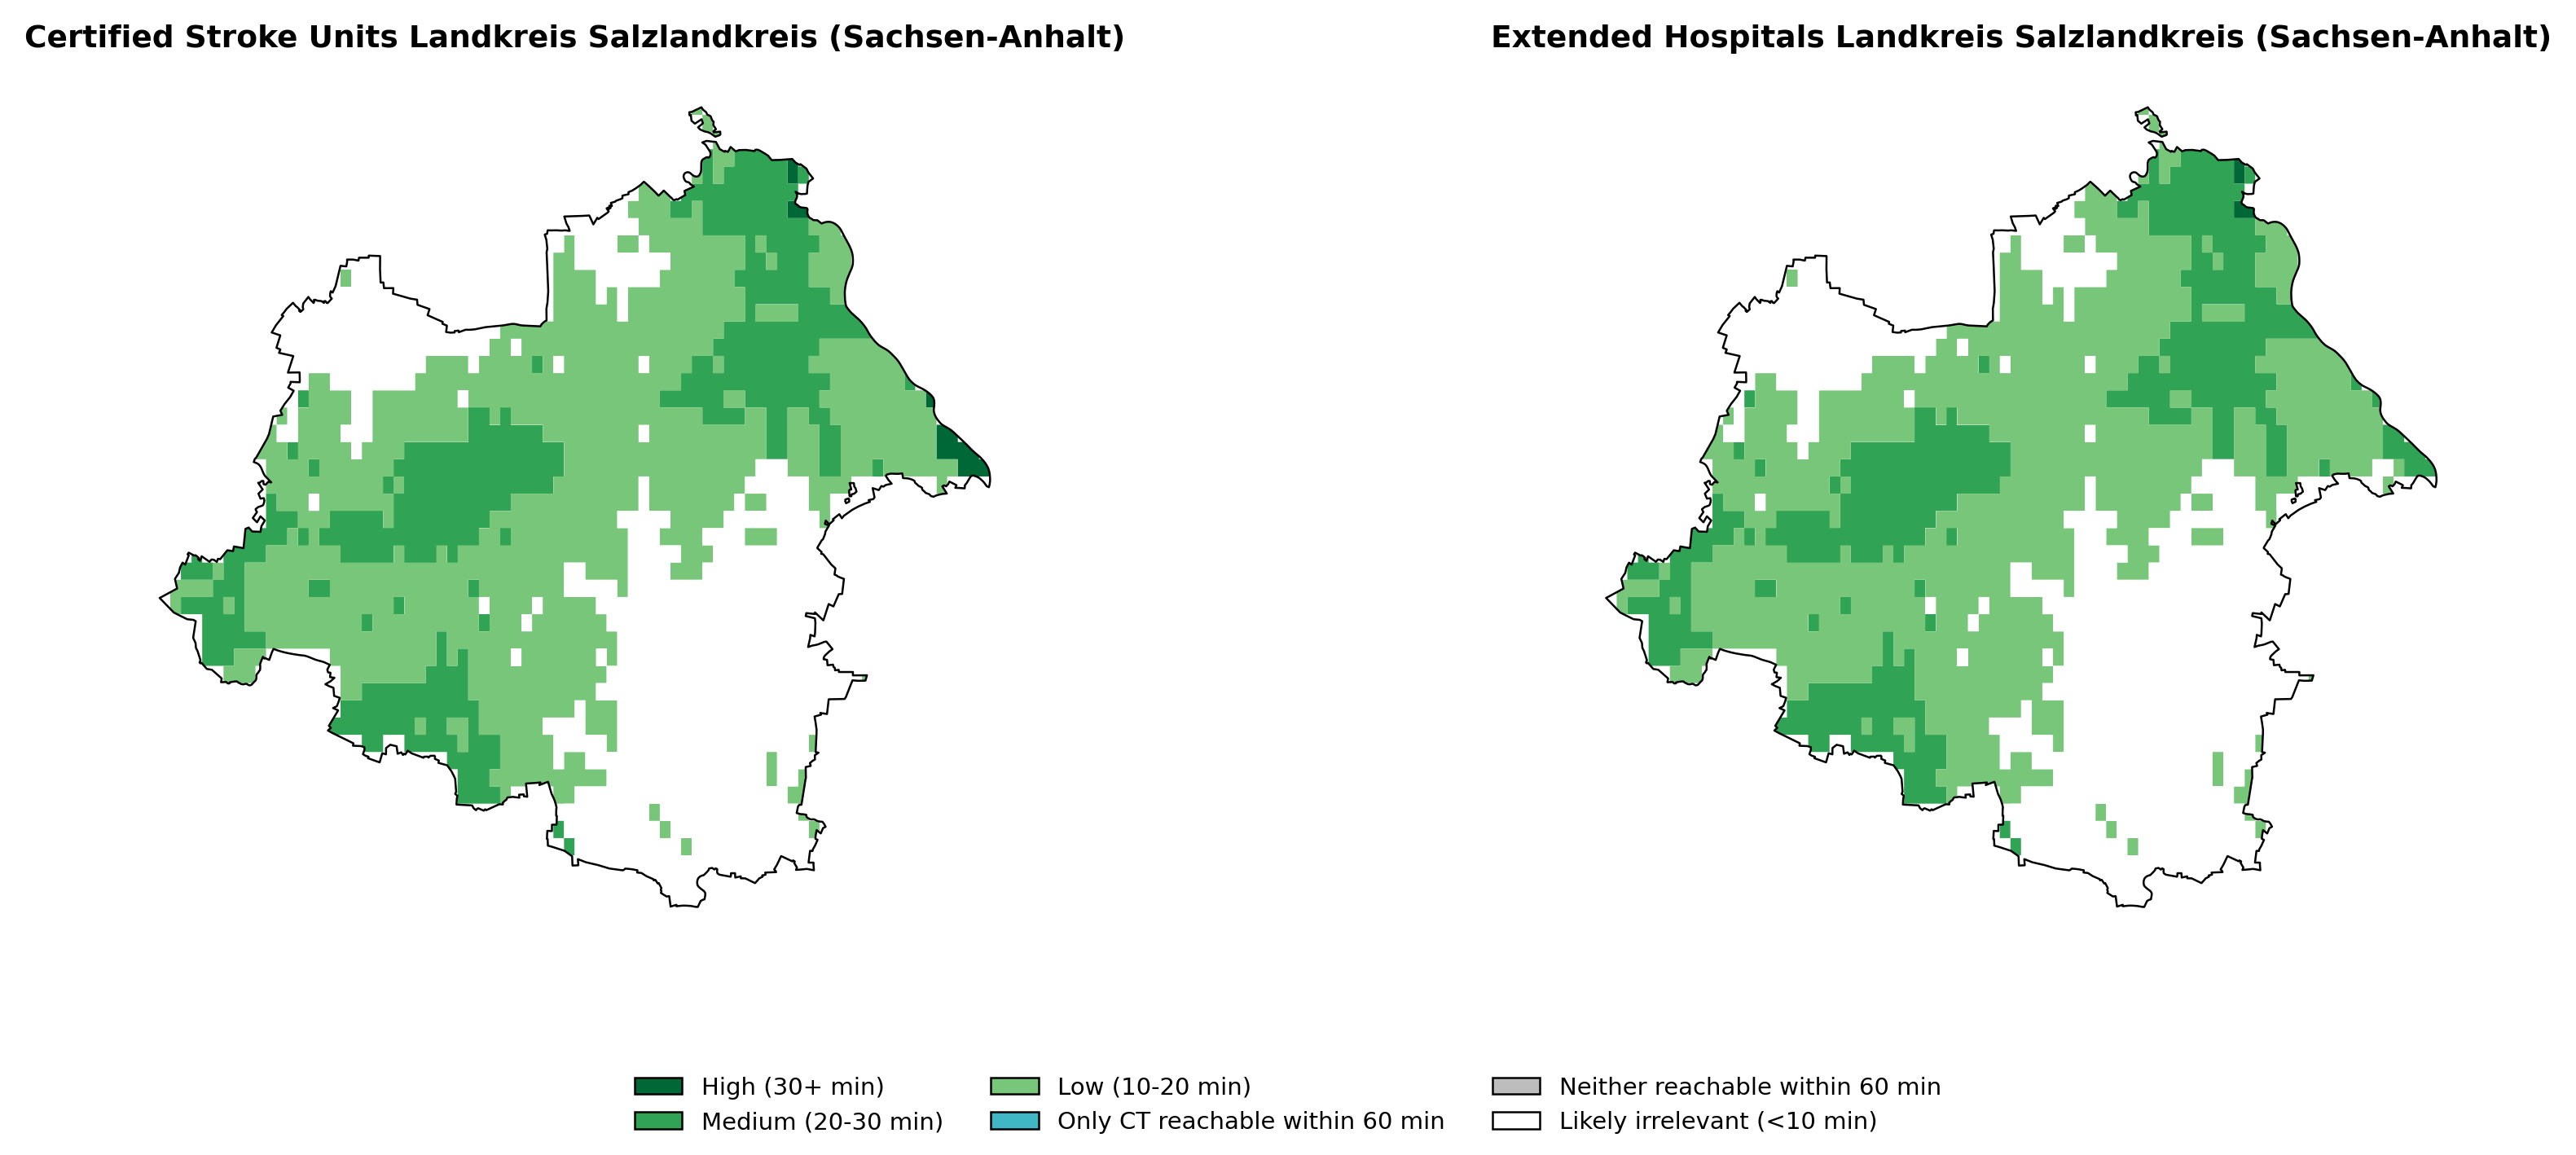 Certified Stroke Units Landkreis Salzlandkreis (Sachsen-Anhalt)
Extended Hospitals Landkreis Salzlandkreis (Sachsen-Anhalt)
High (30+ min)
Medium (20-30 min)
Low (10-20 min)
Only CT reachable within 60 min
Neither reachable within 60 min
Likely irrelevant (<10 min)